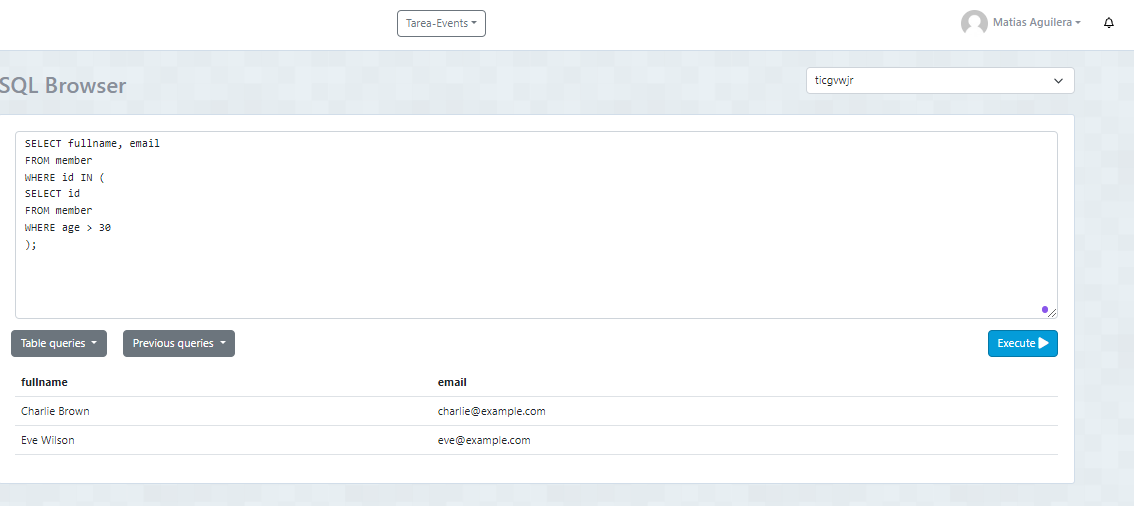 Tarea-Events
Matias Aguilera
SQL Browser
ticgvwjr
SELECT fullname, email
FROM member
WHERE id IN (
SELECT id
FROM member
WHERE age > 30
);
Table queries
Previous queries
Execute
fullname email
Charlie Brown charlie@example.com
Eve Wilson eve@example.com